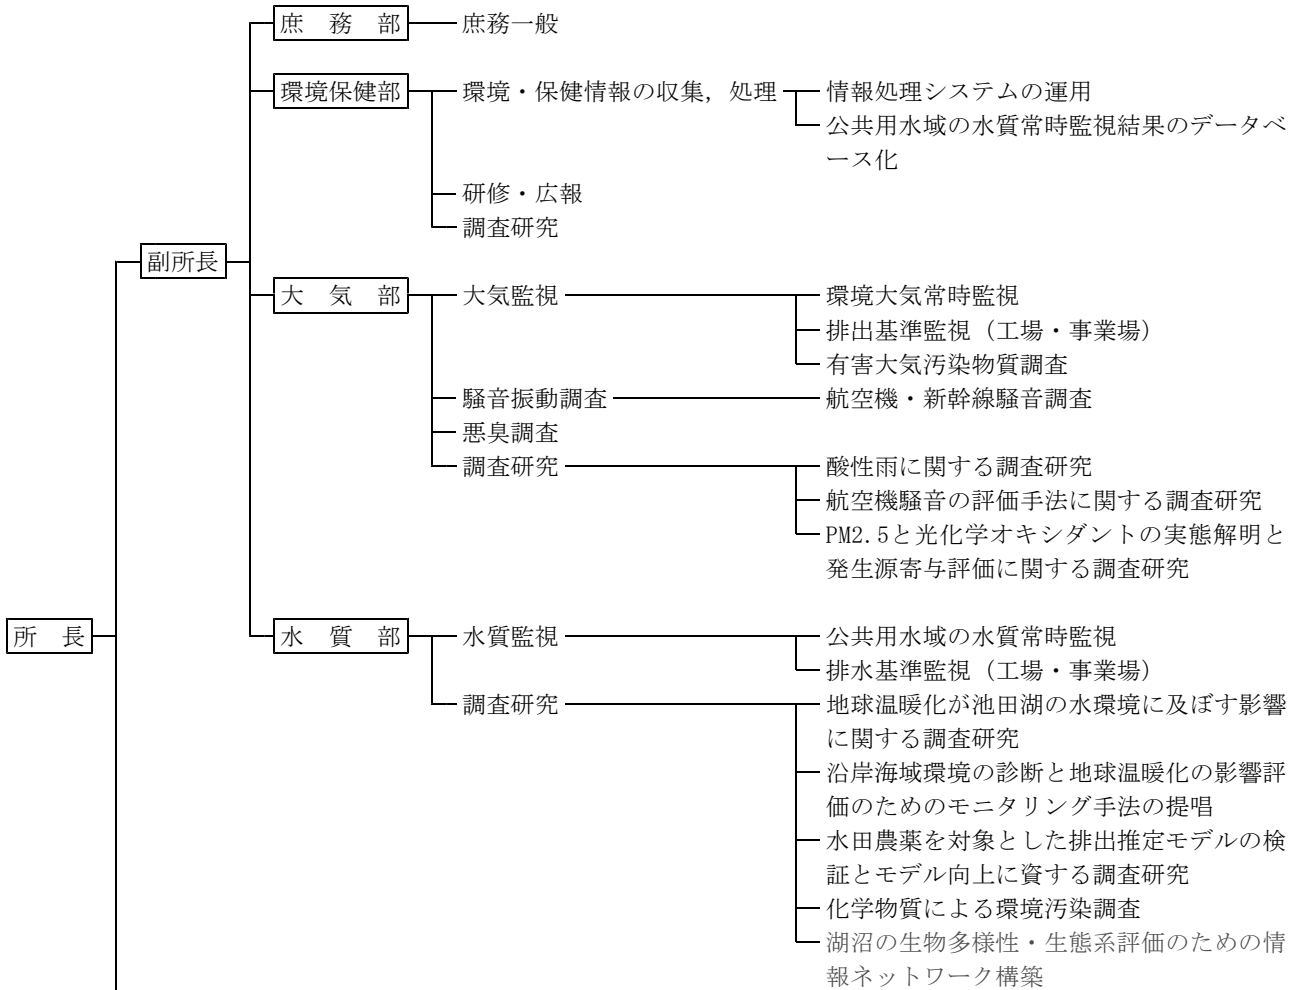 庶　務　部
庶務一般
環境保健部
環境・保健情報の収集，処理
情報処理システムの運用
公共用水域の水質常時監視結果のデータベ
ース化
研修・広報
調査研究
副所長
大　気　部
大気監視
環境大気常時監視
排出基準監視（工場・事業場）
有害大気汚染物質調査
騒音振動調査
航空機・新幹線騒音調査
悪臭調査
調査研究
酸性雨に関する調査研究
航空機騒音の評価手法に関する調査研究
PM2.5と光化学オキシダントの実態解明と
発生源寄与評価に関する調査研究
所　長
水　質　部
水質監視
公共用水域の水質常時監視
排水基準監視（工場・事業場）
調査研究
地球温暖化が池田湖の水環境に及ぼす影響
に関する調査研究
沿岸海域環境の診断と地球温暖化の影響評
価のためのモニタリング手法の提唱
水田農薬を対象とした排出推定モデルの検
証とモデル向上に資する調査研究
化学物質による環境汚染調査
湖沼の生物多様性・生態系評価のための情
報ネットワーク構築